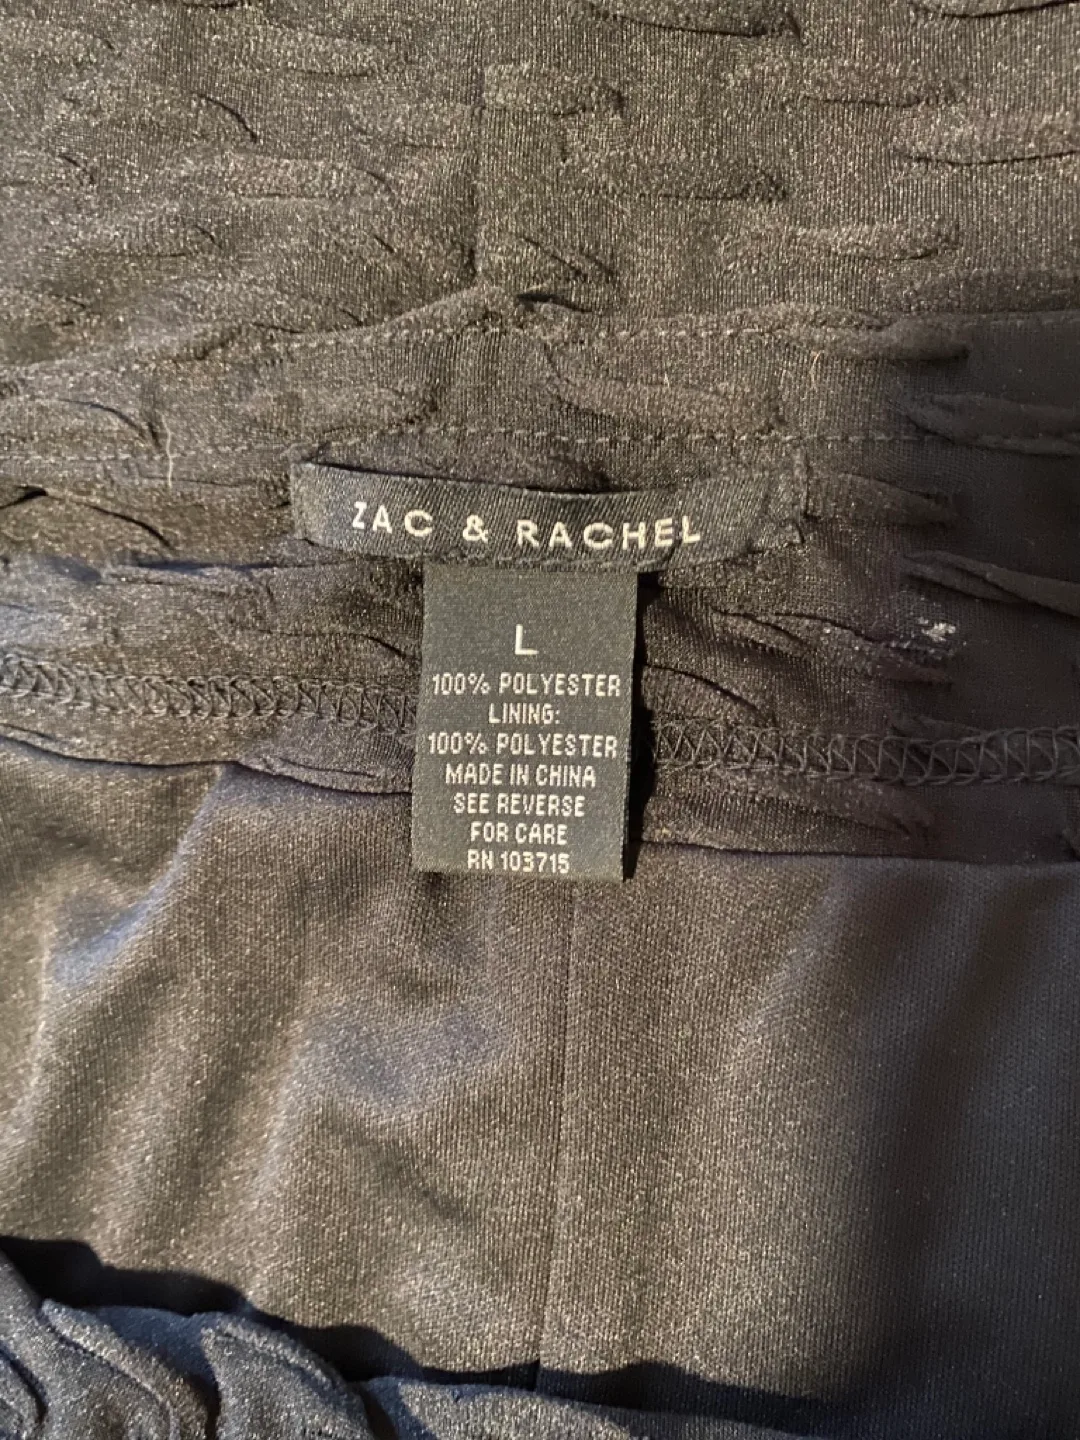 ZAC & RACHEL
L
100% POLYESTER
LINING:
100% POLYESTER
MADE IN CHINA
SEE REVERSE
FOR CARE
RN 103715